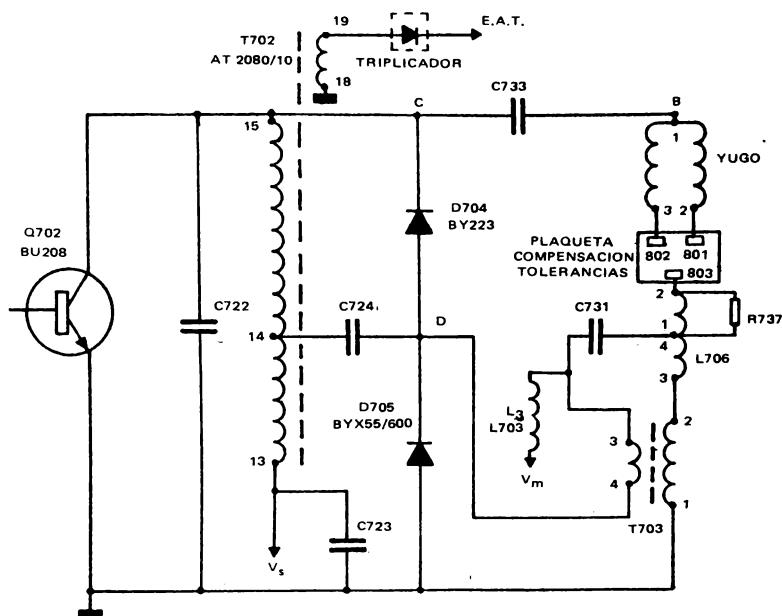 19
E.A.T.
T702
AT 2080/10
TRIPLICADOR
18
C733
C
B
15
1
YUGO
D704
BY223
3
2
Q702
BU208
PLAQUETA
COMPENSACION
TOLERANCIAS
802
801
803
C722
C724
D
14
C731
2
1
4
R737
L706
3
D705
BYX55/600
L3
L703
Vm
3
4
2
1
T703
13
C723
Vs